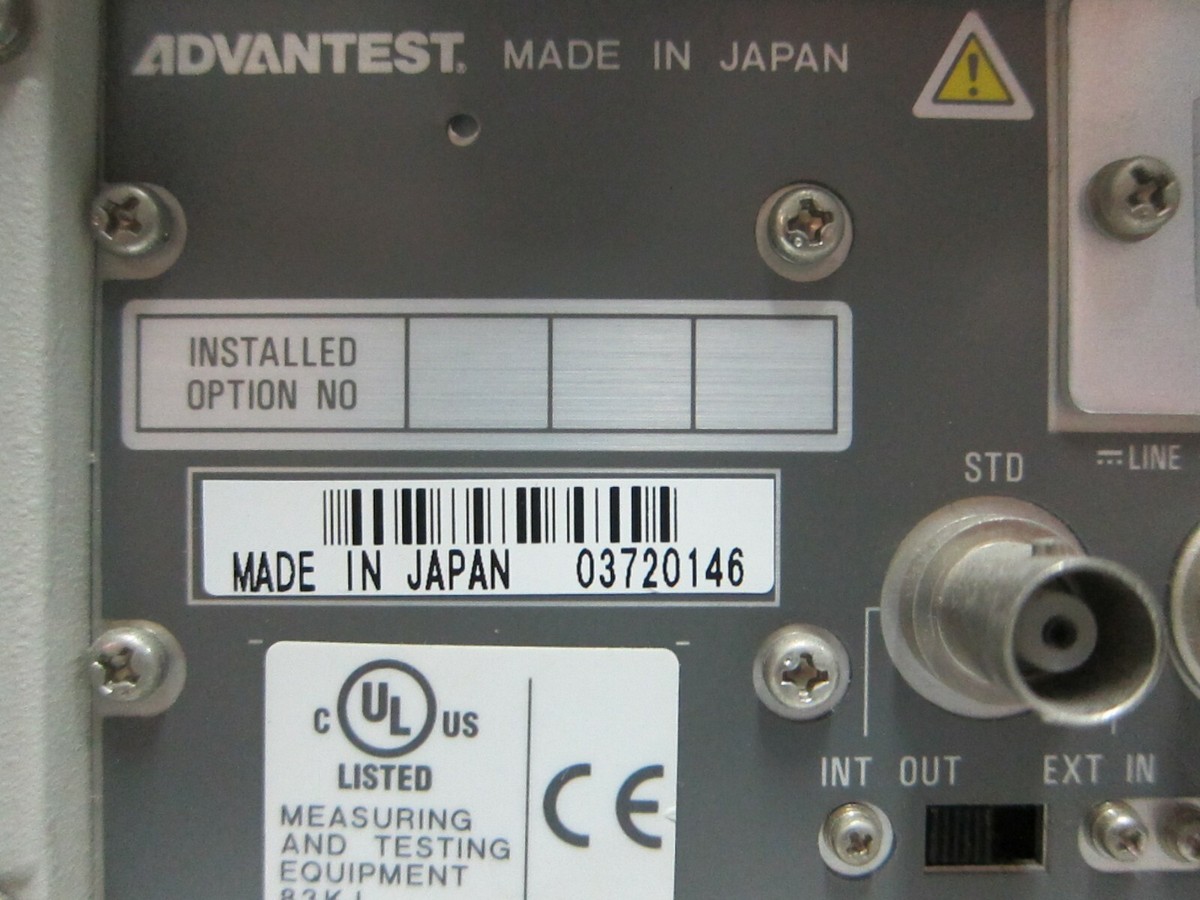 ADVANTEST® MADE IN JAPAN
INSTALLED
OPTION NO
STD
LINE
MADE IN JAPAN 03720146
C UL US
LISTED
CE
INT OUT
EXT IN
MEASURING
AND TESTING
EQUIPMENT